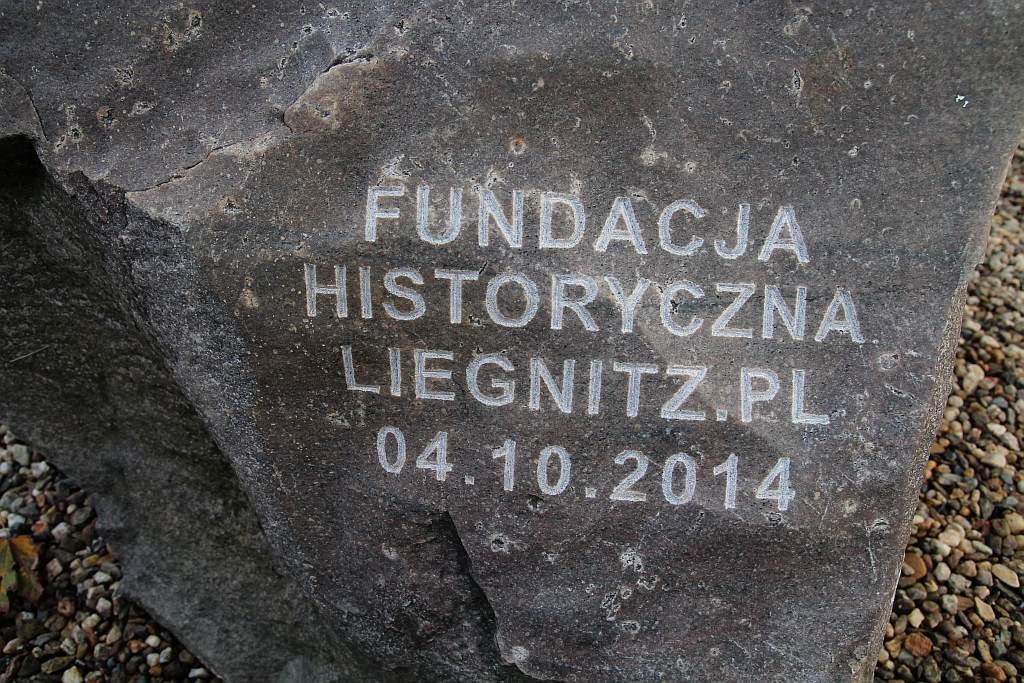 FUNDACJA
HISTORYCZNA
LIEGNITZ.PL
04.10.2014